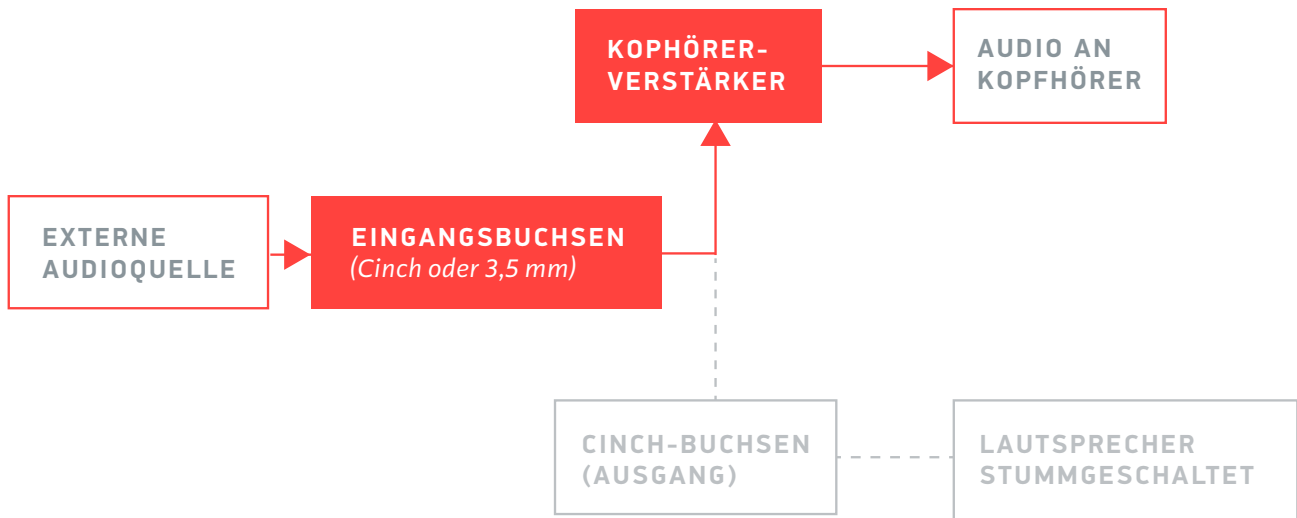 KOPHÖRER-
VERSTÄRKER
AUDIO AN
KOPFHÖRER
EXTERNE
AUDIOQUELLE
EINGANGSBUCHSEN
(Cinch oder 3,5 mm)
CINCH-BUCHSEN
(AUSGANG)
LAUTSPRECHER
STUMMGESCHALTET